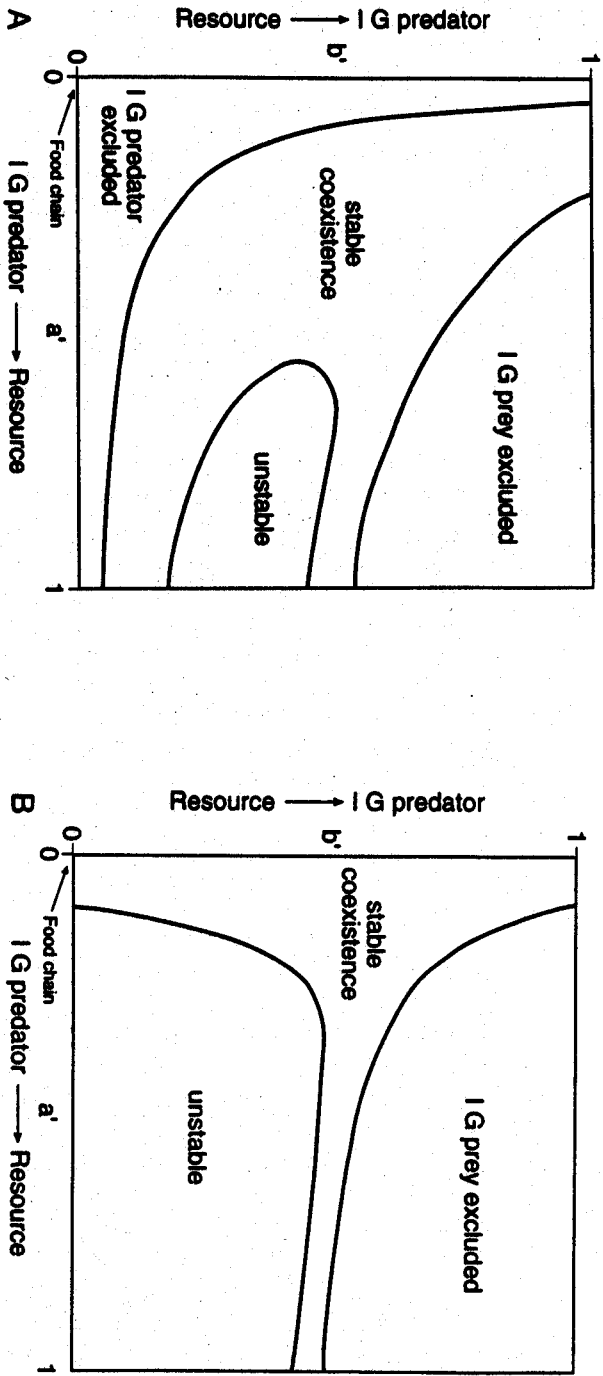 A
Resource → I G predator
1
b'
0
0
Food chain
a'
1
I G predator → Resource
I G predator
excluded
stable
coexistence
unstable
I G prey excluded
B
Resource → I G predator
1
b'
0
0
Food chain
a'
1
I G predator → Resource
stable
coexistence
unstable
I G prey excluded